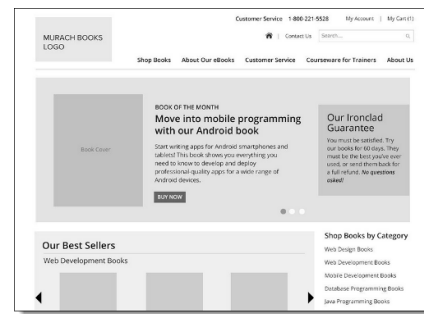 Customer Service 1-800-221-5528 My Account | My Cart (1)
MURACH BOOKS
LOGO
| Contact Us Search...
Shop Books About Our eBooks Customer Service Courseware for Trainers About Us
Book Cover
BOOK OF THE MONTH
Move into mobile programming
with our Android book
Start writing apps for Android smartphones and
tablets! This book shows you everything you
need to know to develop and deploy
professional-quality apps for a wide range of
Android devices.
BUY NOW
Our Ironclad
Guarantee
You must be satisfied. Try
our books for 60 days. They
must be the best you've ever
used, or send them back for
a full refund. No questions
asked!
Our Best Sellers
Web Development Books
Shop Books by Category
Web Design Books
Web Development Books
Mobile Development Books
Database Programming Books
Java Programming Books